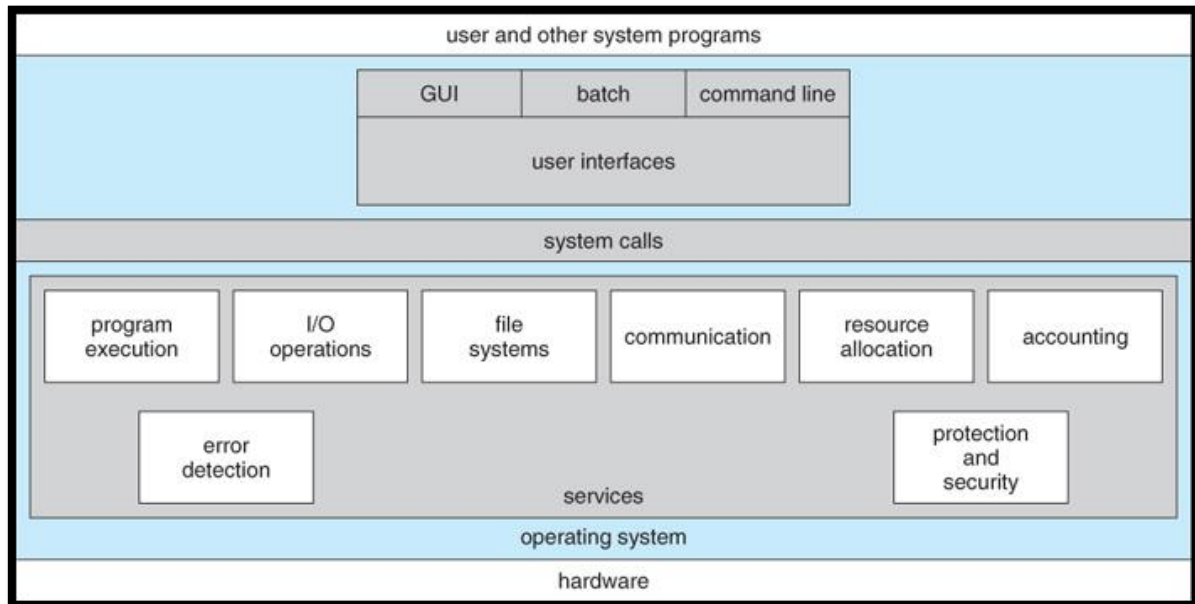 user and other system programs
GUI
batch
command line
user interfaces
system calls
program
execution
I/O
operations
file
systems
communication
resource
allocation
accounting
error
detection
protection
and
security
services
operating system
hardware